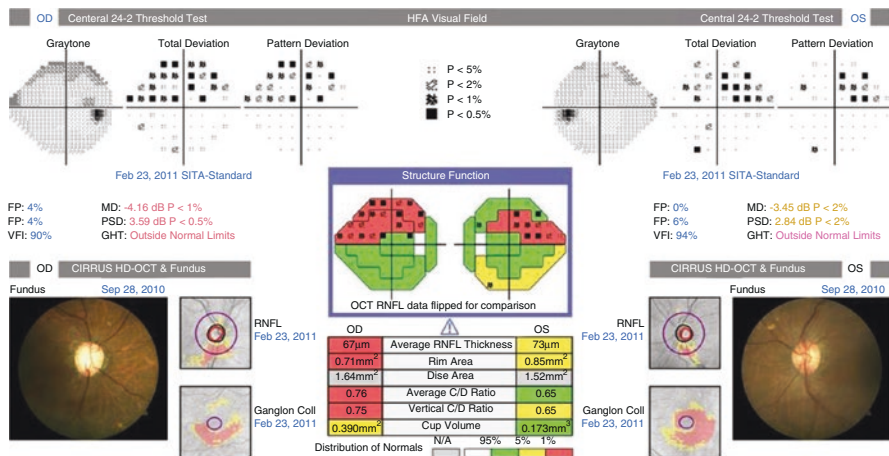 OD Centeral 24-2 Threshold Test HFA Visual Field Central 24-2 Threshold Test OS
Graytone Total Deviation Pattern Deviation Graytone Total Deviation Pattern Deviation
P < 5%
P < 2%
P < 1%
P < 0.5%
Feb 23, 2011 SITA-Standard Feb 23, 2011 SITA-Standard
Structure Function
FP: 4% MD: -4.16 dB P < 1% FP: 0% MD: -3.45 dB P < 2%
FP: 4% PSD: 3.59 dB P < 0.5% FP: 6% PSD: 2.84 dB P < 2%
VFI: 90% GHT: Outside Normal Limits VFI: 94% GHT: Outside Normal Limits
OD CIRRUS HD-OCT & Fundus CIRRUS HD-OCT & Fundus OS
Fundus Sep 28, 2010 Fundus Sep 28, 2010
OCT RNFL data flipped for comparison
RNFL
Feb 23, 2011
RNFL
Feb 23, 2011
OD OS
67μm Average RNFL Thickness 73μm
0.71mm2 Rim Area 0.85mm2
1.64mm2 Dise Area 1.52mm2
0.76 Average C/D Ratio 0.65
0.75 Vertical C/D Ratio 0.65
0.390mm2 Cup Volume 0.173mm3
Ganglon Coll
Feb 23, 2011
Ganglon Coll
Feb 23, 2011
Distribution of Normals N/A 95% 5% 1%